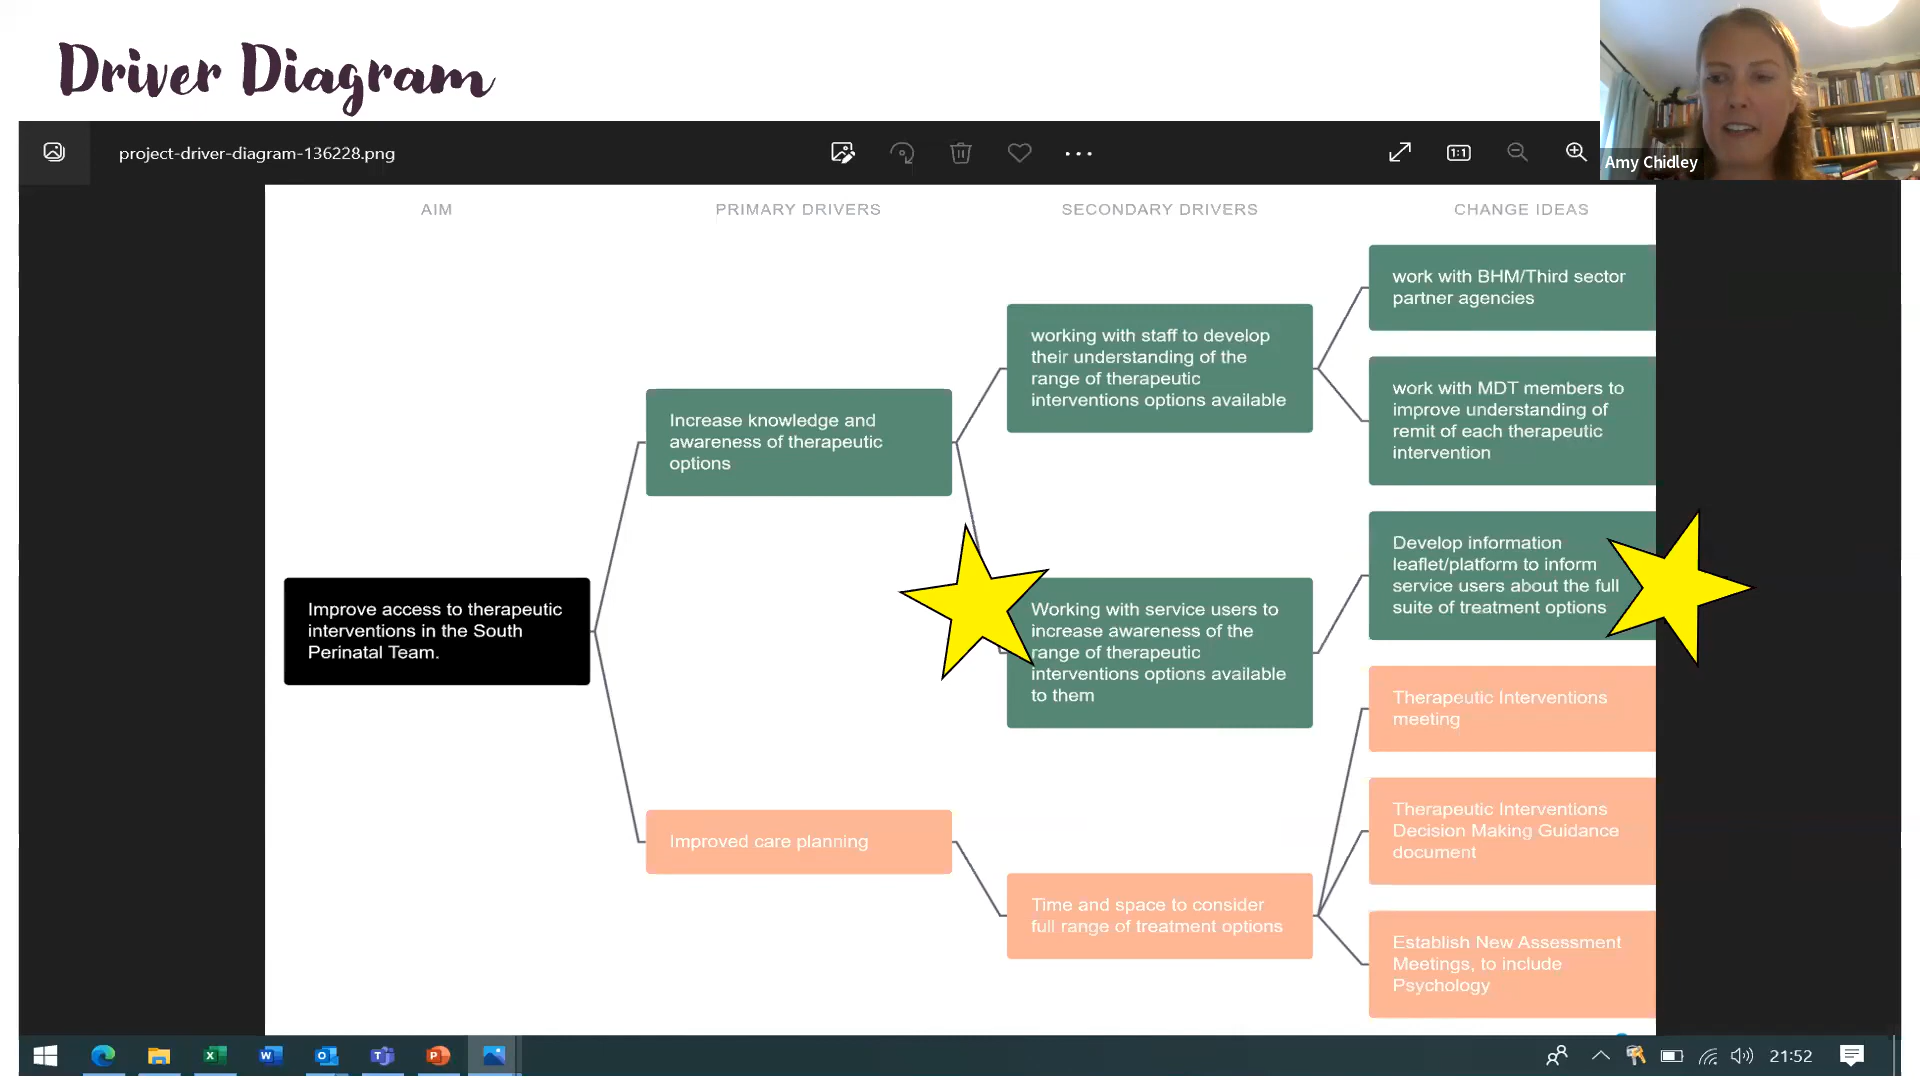 Driver Diagram
project-driver-diagram-136228.png
1:1
Amy Chidley
AIM
PRIMARY DRIVERS
SECONDARY DRIVERS
CHANGE IDEAS
Improve access to therapeutic
interventions in the South
Perinatal Team.
Increase knowledge and
awareness of therapeutic
options
Improved care planning
working with staff to develop
their understanding of the
range of therapeutic
interventions options available
Working with service users to
increase awareness of the
range of therapeutic
interventions options available
to them
Time and space to consider
full range of treatment options
work with BHM/Third sector
partner agencies
work with MDT members to
improve understanding of
remit of each therapeutic
intervention
Develop information
leaflet/platform to inform
service users about the full
suite of treatment options
Therapeutic Interventions
meeting
Therapeutic Interventions
Decision Making Guidance
document
Establish New Assessment
Meetings, to include
Psychology
21:52